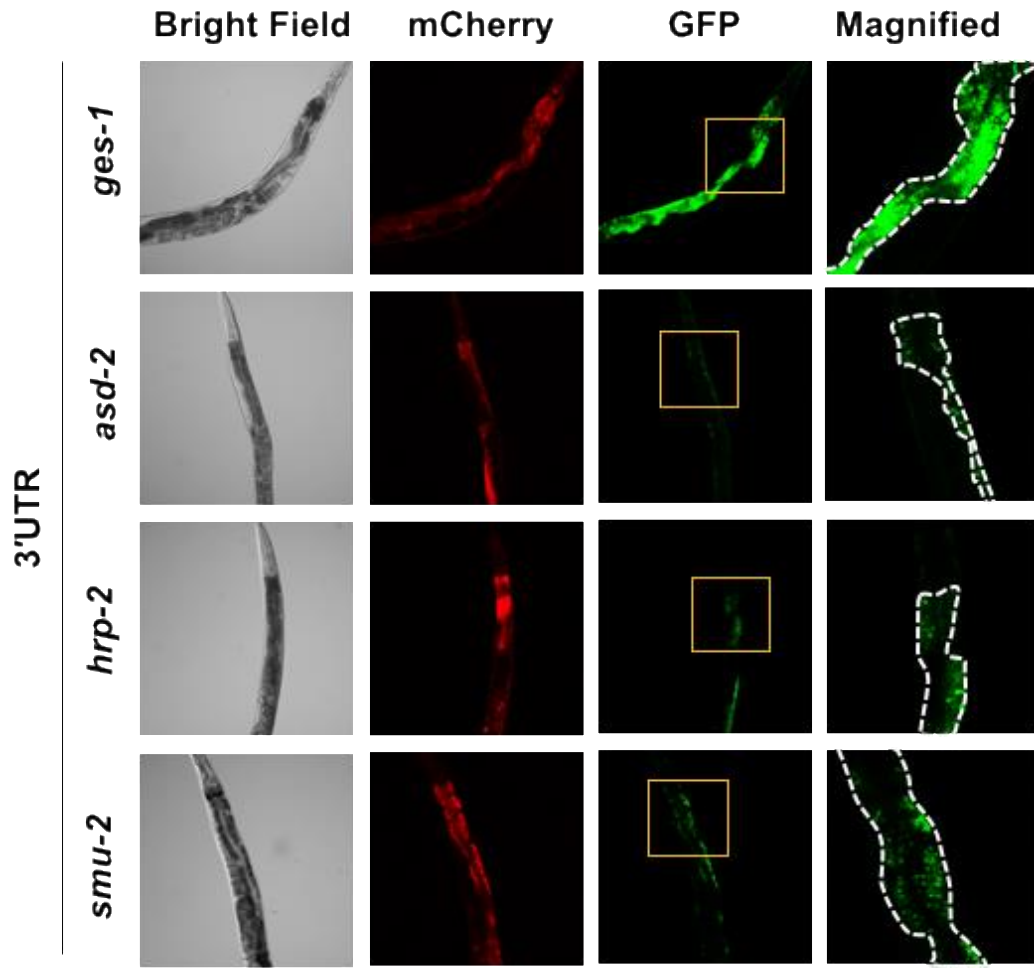 Bright Field mCherry GFP Magnified
3'UTR
ges-1
asd-2
hrp-2
smu-2